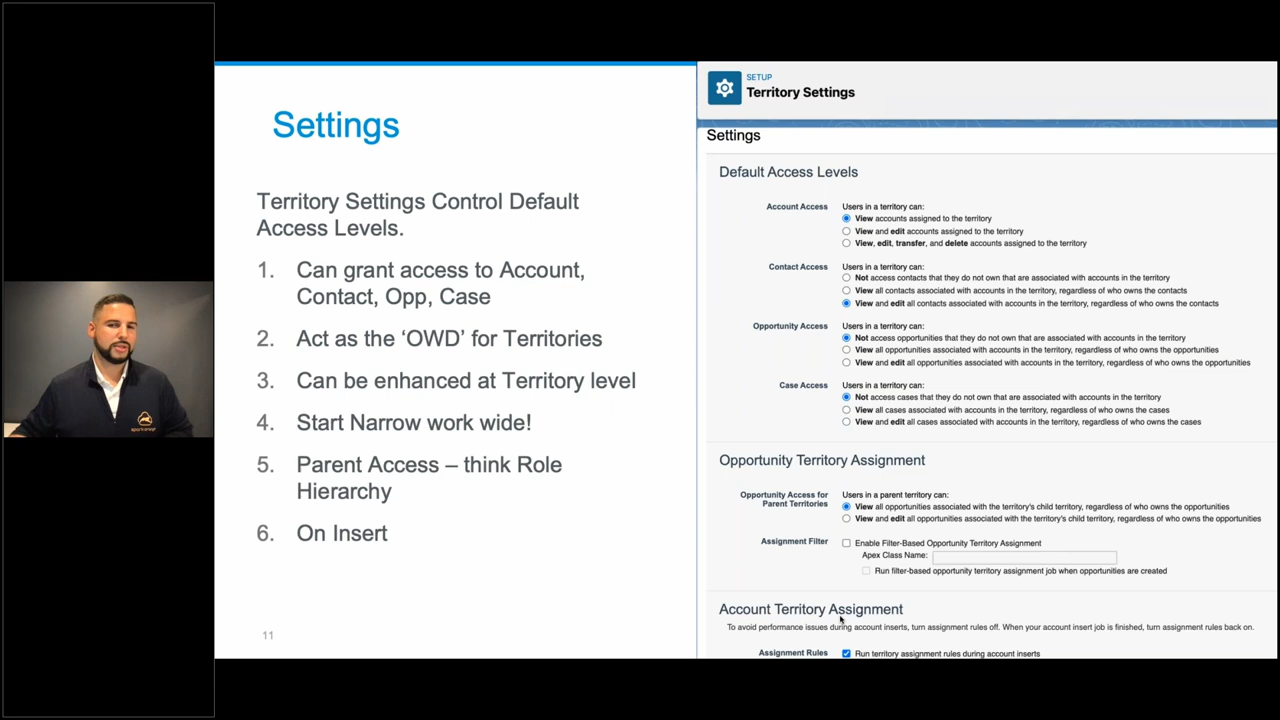 Settings
Territory Settings Control Default
Access Levels.
1. Can grant access to Account,
Contact, Opp, Case
2. Act as the ‘OWD’ for Territories
3. Can be enhanced at Territory level
4. Start Narrow work wide!
5. Parent Access – think Role
Hierarchy
6. On Insert
11
SETUP
Territory Settings
Settings
Default Access Levels
Account Access Users in a territory can:
View accounts assigned to the territory
View and edit accounts assigned to the territory
View, edit, transfer, and delete accounts assigned to the territory
Contact Access Users in a territory can:
Not access contacts that they do not own that are associated with accounts in the territory
View all contacts associated with accounts in the territory, regardless of who owns the contacts
View and edit all contacts associated with accounts in the territory, regardless of who owns the contacts
Opportunity Access Users in a territory can:
Not access opportunities that they do not own that are associated with accounts in the territory
View all opportunities associated with accounts in the territory, regardless of who owns the opportunities
View and edit all opportunities associated with accounts in the territory, regardless of who owns the opportunities
Case Access Users in a territory can:
Not access cases that they do not own that are associated with accounts in the territory
View all cases associated with accounts in the territory, regardless of who owns the cases
View and edit all cases associated with accounts in the territory, regardless of who owns the cases
Opportunity Territory Assignment
Opportunity Access for Users in a parent territory can:
Parent Territories
View all opportunities associated with the territory's child territory, regardless of who owns the opportunities
View and edit all opportunities associated with the territory's child territory, regardless of who owns the opportunities
Assignment Filter Enable Filter-Based Opportunity Territory Assignment
Apex Class Name:
Run filter-based opportunity territory assignment job when opportunities are created
Account Territory Assignment
To avoid performance issues during account inserts, turn assignment rules off. When your account insert job is finished, turn assignment rules back on.
Assignment Rules Run territory assignment rules during account inserts